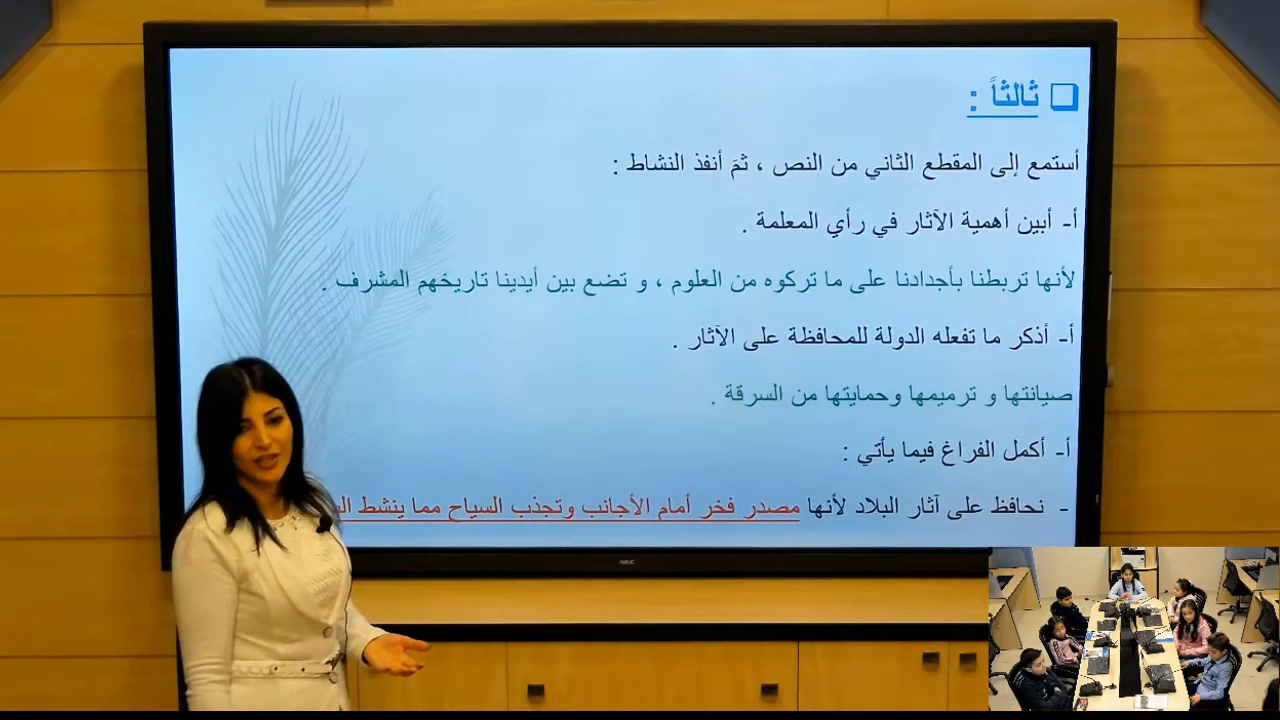 ثالثاً :
أستمع إلى المقطع الثاني من النص ، ثمَ أنفذ النشاط :
أ- أبين أهمية الآثار في رأي المعلمة .
لأنها تربطنا بأجدادنا على ما تركوه من العلوم ، و تضع بين أيدينا تاريخهم المشرف .
أ- أذكر ما تفعله الدولة للمحافظة على الآثار .
صيانتها و ترميمها وحمايتها من السرقة .
أ- أكمل الفراغ فيما يأتي :
- نحافظ على آثار البلاد لأنها مصدر فخر أمام الأجانب وتجذب السياح مما ينشط
NEC